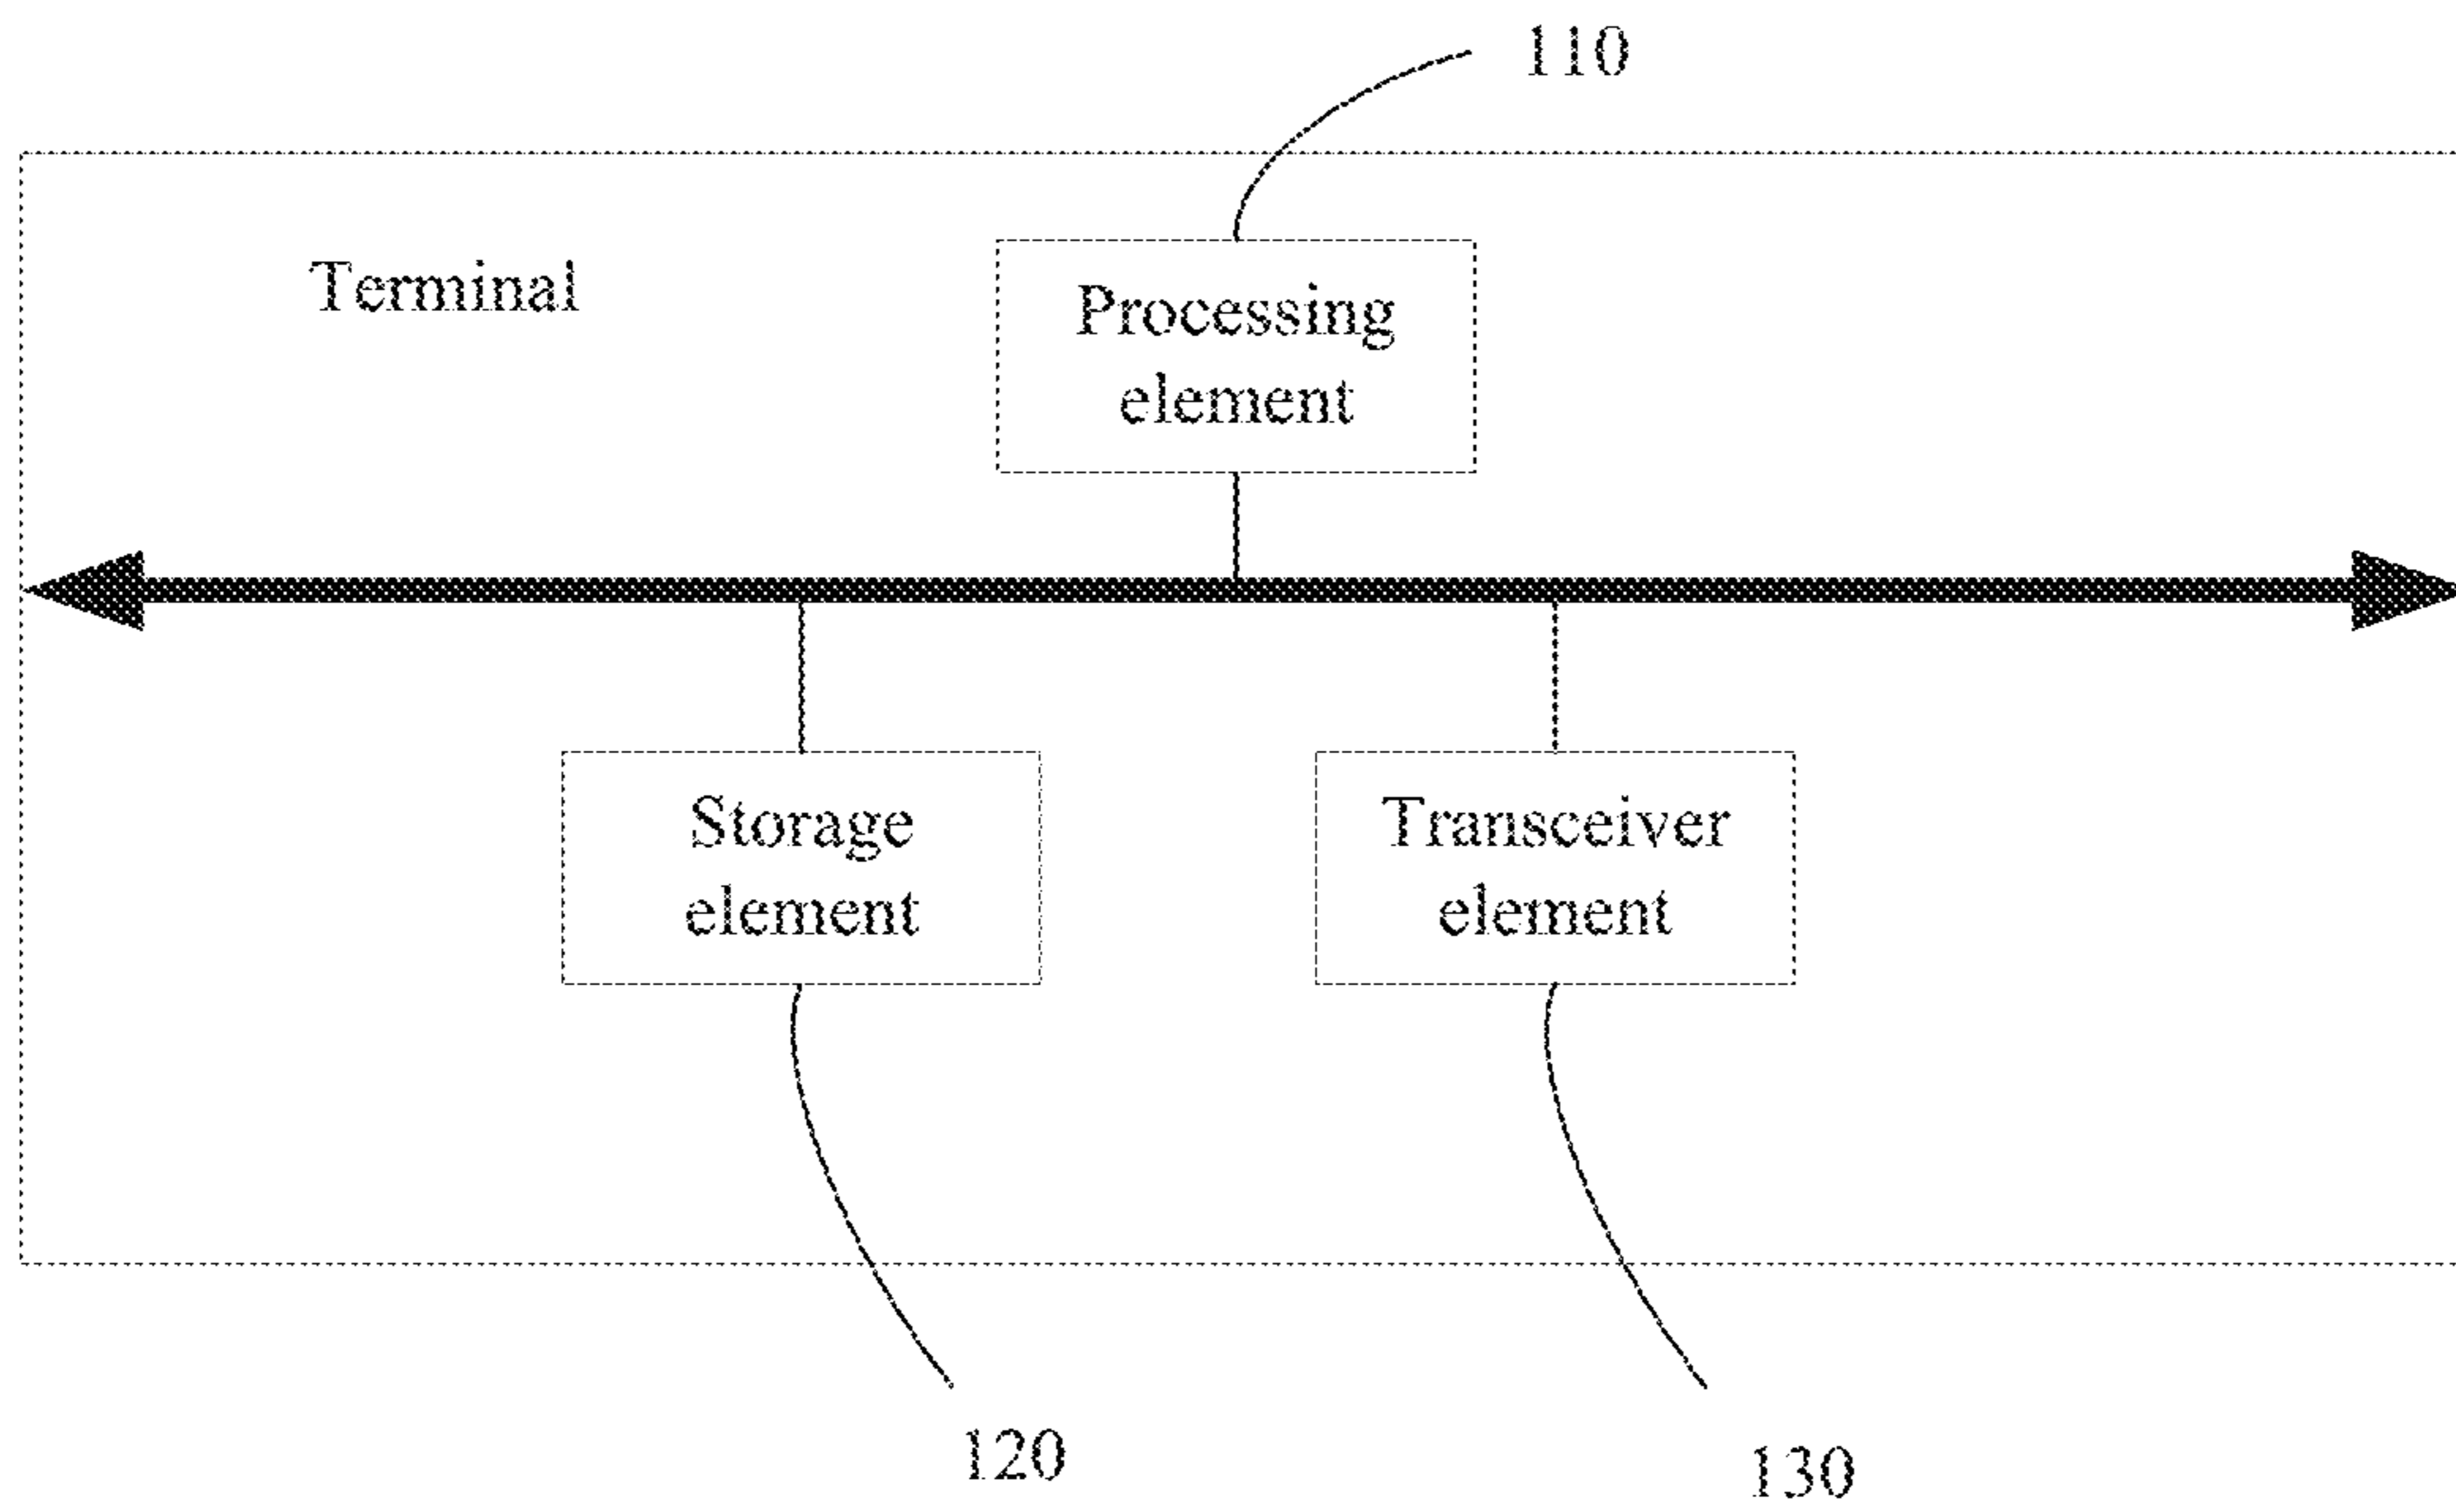 110
Terminal
Processing
element
Storage
element
Transceiver
element
120
130